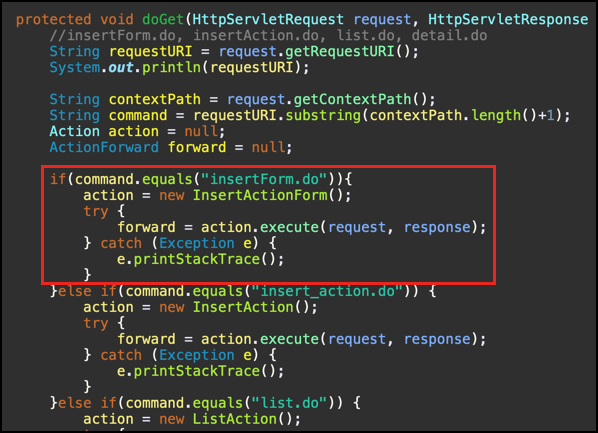 protected void doGet(HttpServletRequest request, HttpServletResponse
//insertForm.do, insertAction.do, list.do, detail.do
String requestURI = request.getRequestURI();
System.out.println(requestURI);
String contextPath = request.getContextPath();
String command = requestURI.substring(contextPath.length()+1);
Action action = null;
ActionForward forward = null;
if(command.equals("insertForm.do")){
action = new InsertActionForm();
try {
forward = action.execute(request, response);
} catch (Exception e) {
e.printStackTrace();
}
}else if(command.equals("insert_action.do")) {
action = new InsertAction();
try {
forward = action.execute(request, response);
} catch (Exception e) {
e.printStackTrace();
}
}else if(command.equals("list.do")) {
action = new ListAction();